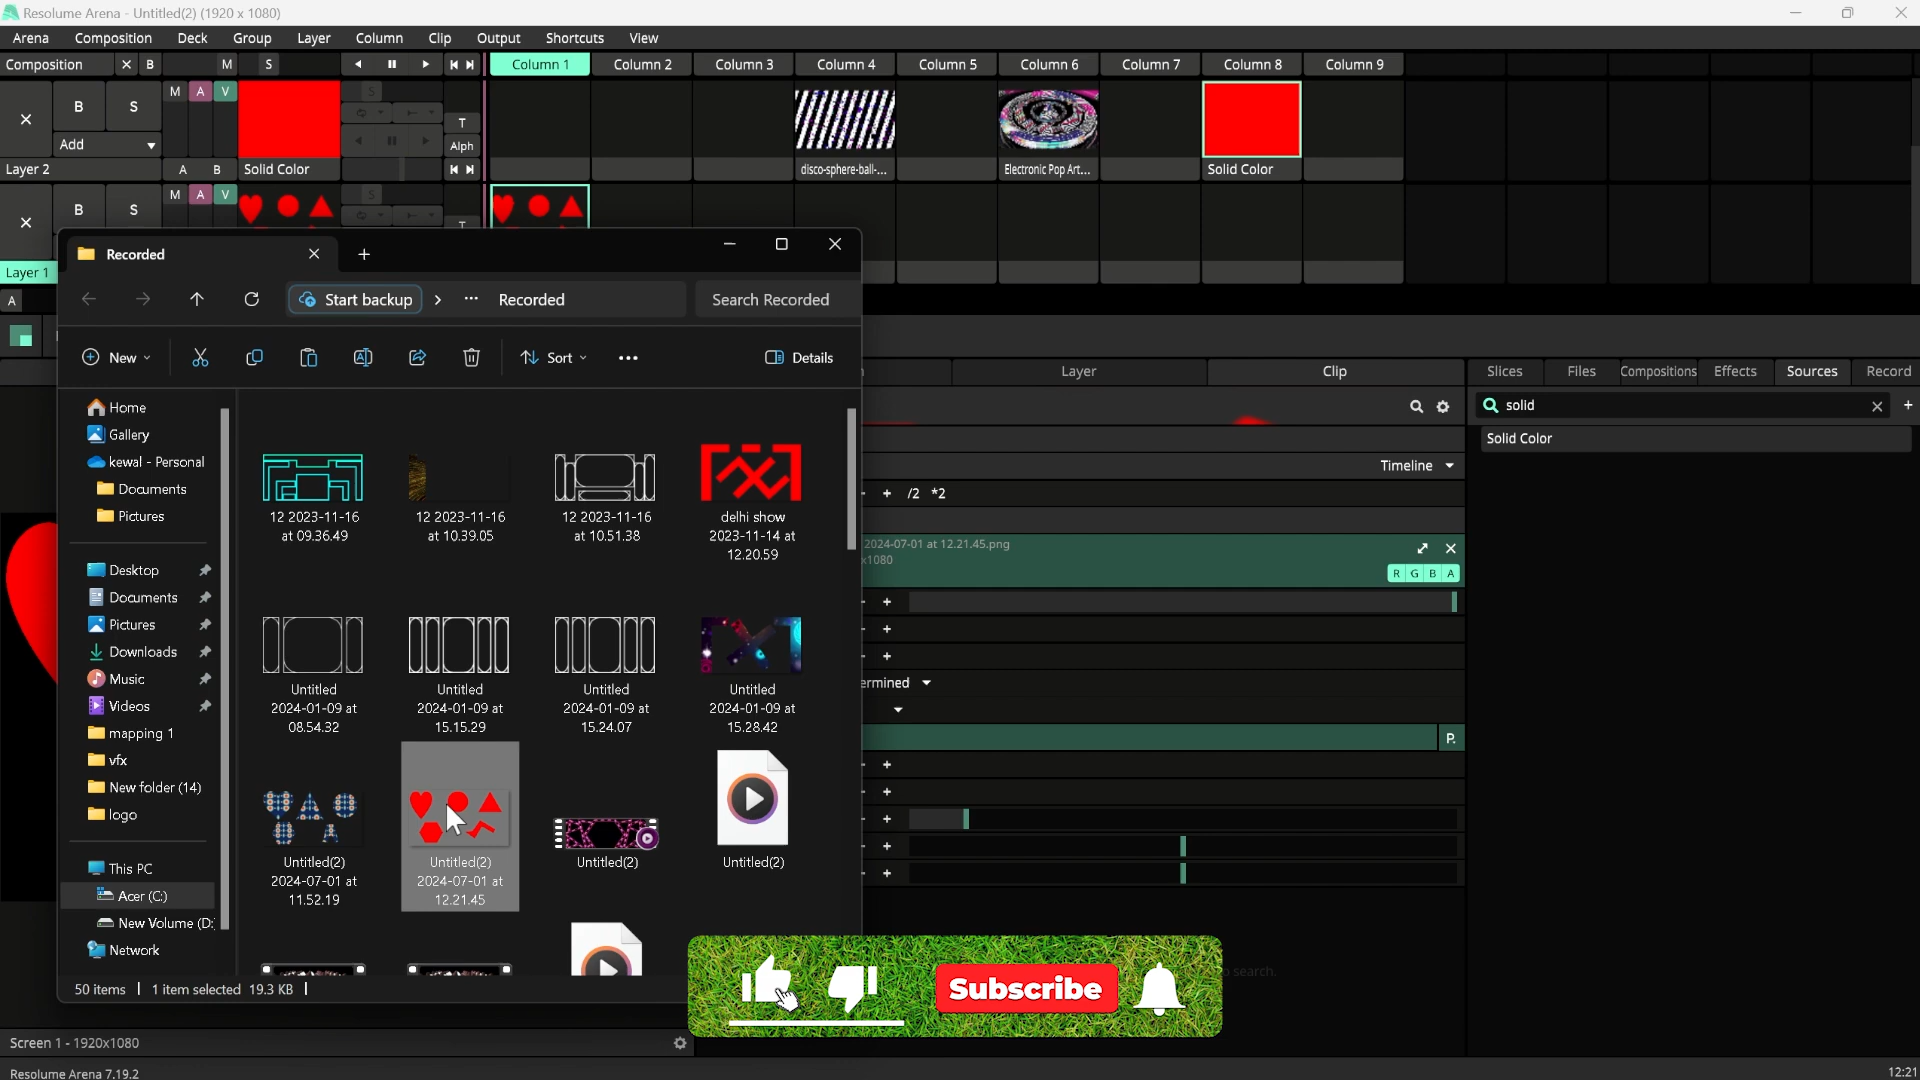 Resolume Arena - Untitled(2) (1920 x 1080)
Arena Composition Deck Group Layer Column Clip Output Shortcuts View
Composition B M S Column 1 Column 2 Column 3 Column 4 Column 5 Column 6 Column 7 Column 8 Column 9
M A V S
B S
T
Add Alph
Layer 2 A B Solid Color disco-sphere-ball-... Electronic Pop Art... Solid Color
M A V S
B S T
Recorded
Layer 1
A
Start backup Recorded Search Recorded
New Sort Details
Layer Clip Slices Files Compositions Effects Sources Record
solid
Solid Color
Home
Gallery
kewal - Personal
Documents
Pictures
Desktop
Documents
Pictures
Downloads
Music
Videos
mapping 1
vfx
New folder (14)
logo
This PC
Acer (C:)
New Volume (D:
Network
12 2023-11-16 at 09.36.49
12 2023-11-16 at 10.39.05
12 2023-11-16 at 10.51.38
delhi show 2023-11-14 at 12.20.59
Untitled 2024-01-09 at 08.54.32
Untitled 2024-01-09 at 15.15.29
Untitled 2024-01-09 at 15.24.07
Untitled 2024-01-09 at 15.28.42
Untitled(2) 2024-07-01 at 11.52.19
Untitled(2) 2024-07-01 at 12.21.45
Untitled(2)
Untitled(2)
50 items 1 item selected 19.3 KB
Timeline
/2 *2
2024-07-01 at 12.21.45.png
x1080
R G B A
ermined
P.
search.
Subscribe
Screen 1 - 1920x1080
Resolume Arena 7.19.2
12:21